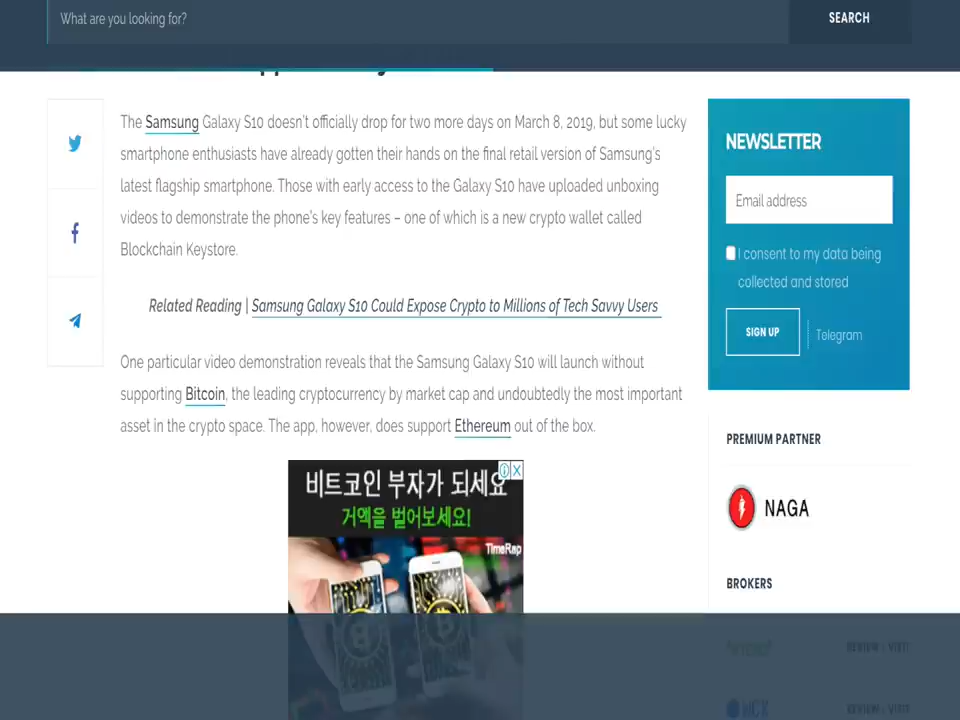 What are you looking for?
SEARCH
The Samsung Galaxy S10 doesn't officially drop for two more days on March 8, 2019, but some lucky
smartphone enthusiasts have already gotten their hands on the final retail version of Samsung's
latest flagship smartphone. Those with early access to the Galaxy S10 have uploaded unboxing
videos to demonstrate the phone's key features – one of which is a new crypto wallet called
Blockchain Keystore.
Related Reading | Samsung Galaxy S10 Could Expose Crypto to Millions of Tech Savvy Users
One particular video demonstration reveals that the Samsung Galaxy S10 will launch without
supporting Bitcoin, the leading cryptocurrency by market cap and undoubtedly the most important
asset in the crypto space. The app, however, does support Ethereum out of the box.
비트코인 부자가 되세요
거액을 벌어보세요!
TimeRap
NEWSLETTER
Email address
I consent to my data being
collected and stored
SIGN UP
Telegram
PREMIUM PARTNER
NAGA
BROKERS